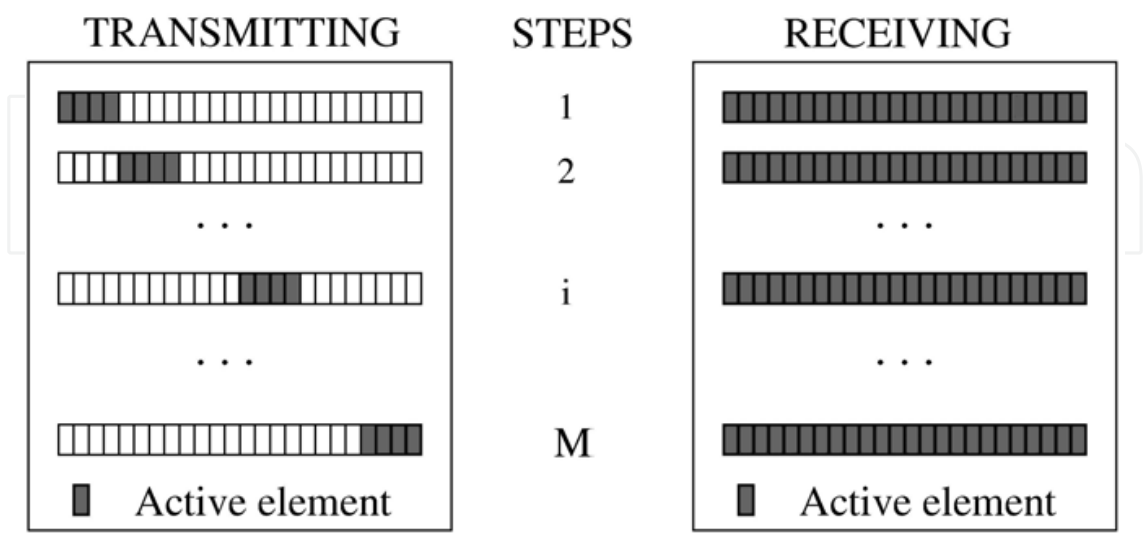 TRANSMITTING STEPS RECEIVING
1
2
. . . . . .
i
. . . . . .
M
Active element Active element